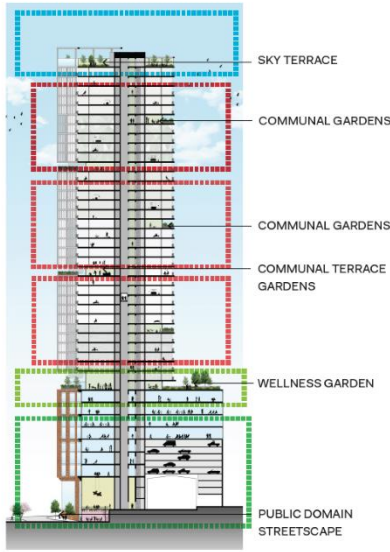 SKY TERRACE
COMMUNAL GARDENS
COMMUNAL GARDENS
COMMUNAL TERRACE
GARDENS
WELLNESS GARDEN
PUBLIC DOMAIN
STREETSCAPE